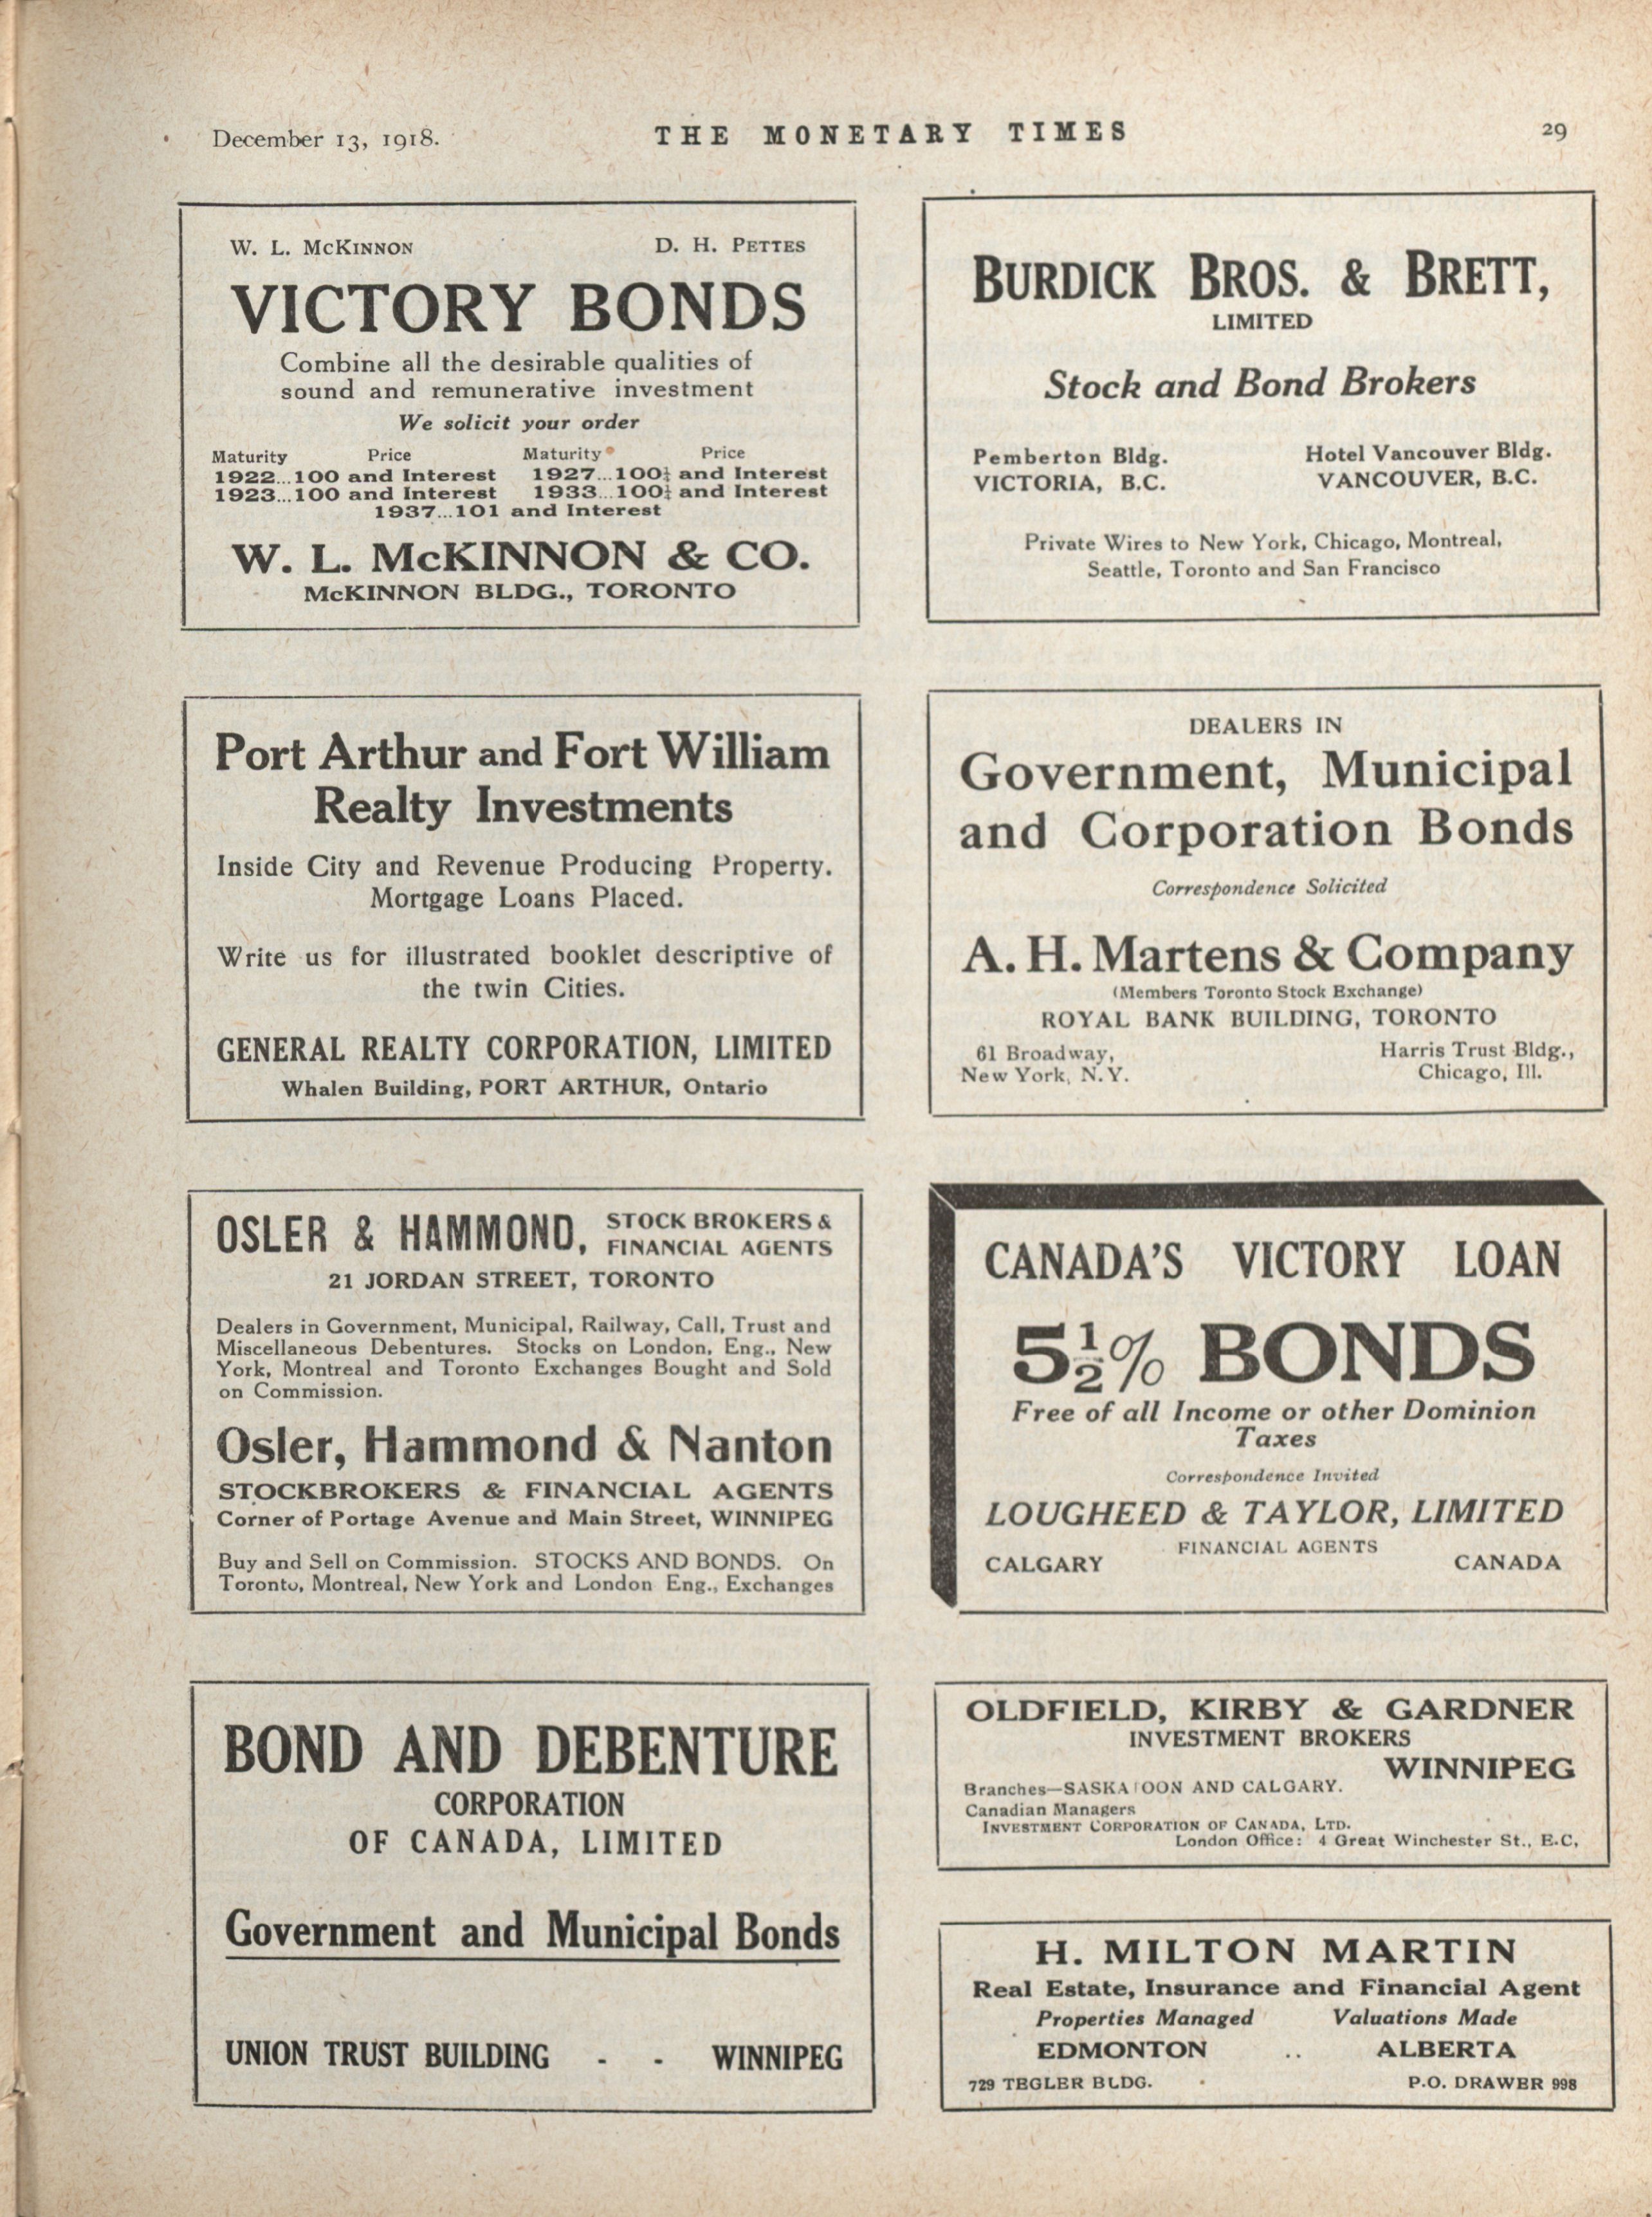 December 13, 1918.
THE MONETARY TIMES
29
W. L. McKinnon
D. H. Pettes
VICTORY BONDS
Combine all the desirable qualities of
sound and remunerative investment
We solicit your order
Maturity Price Maturity Price
1922...100 and Interest 1927...100½ and Interest
1923...100 and Interest 1933...100½ and Interest
1937...101 and Interest
W. L. McKINNON & CO.
McKINNON BLDG., TORONTO
Port Arthur and Fort William
Realty Investments
Inside City and Revenue Producing Property.
Mortgage Loans Placed.
Write us for illustrated booklet descriptive of
the twin Cities.
GENERAL REALTY CORPORATION, LIMITED
Whalen Building, PORT ARTHUR, Ontario
OSLER & HAMMOND, STOCK BROKERS &
FINANCIAL AGENTS
21 JORDAN STREET, TORONTO
Dealers in Government, Municipal, Railway, Call, Trust and
Miscellaneous Debentures. Stocks on London, Eng., New
York, Montreal and Toronto Exchanges Bought and Sold
on Commission.
Osler, Hammond & Nanton
STOCKBROKERS & FINANCIAL AGENTS
Corner of Portage Avenue and Main Street, WINNIPEG
Buy and Sell on Commission. STOCKS AND BONDS. On
Toronto, Montreal, New York and London Eng., Exchanges
BOND AND DEBENTURE
CORPORATION
OF CANADA, LIMITED
Government and Municipal Bonds
UNION TRUST BUILDING - - WINNIPEG
BURDICK BROS. & BRETT,
LIMITED
Stock and Bond Brokers
Pemberton Bldg. Hotel Vancouver Bldg.
VICTORIA, B.C. VANCOUVER, B.C.
Private Wires to New York, Chicago, Montreal,
Seattle, Toronto and San Francisco
DEALERS IN
Government, Municipal
and Corporation Bonds
Correspondence Solicited
A. H. Martens & Company
(Members Toronto Stock Exchange)
ROYAL BANK BUILDING, TORONTO
61 Broadway, Harris Trust Bldg.,
New York, N.Y. Chicago, Ill.
CANADA'S VICTORY LOAN
5½% BONDS
Free of all Income or other Dominion
Taxes
Correspondence Invited
LOUGHEED & TAYLOR, LIMITED
FINANCIAL AGENTS
CALGARY CANADA
OLDFIELD, KIRBY & GARDNER
INVESTMENT BROKERS
WINNIPEG
Branches—SASKATOON AND CALGARY.
Canadian Managers
Investment Corporation of Canada, Ltd.
London Office: 4 Great Winchester St., E.C,
H. MILTON MARTIN
Real Estate, Insurance and Financial Agent
Properties Managed Valuations Made
EDMONTON .. ALBERTA
729 TEGLER BLDG. P.O. DRAWER 998